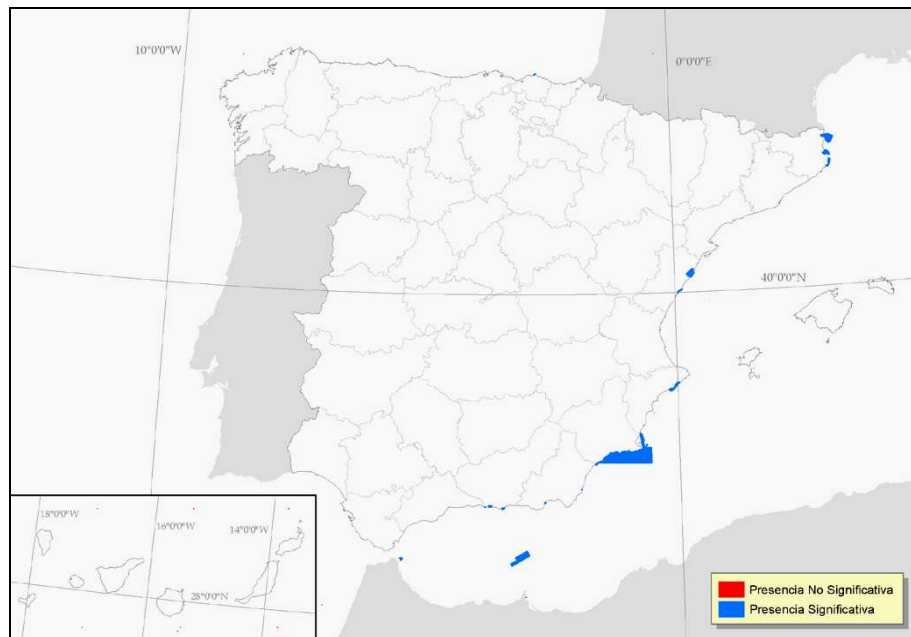 10°0'0"W
0°0'0"E
40°0'0"N
18°0'0"W
16°0'0"W
14°0'0"W
28°0'0"N
Presencia No Significativa
Presencia Significativa